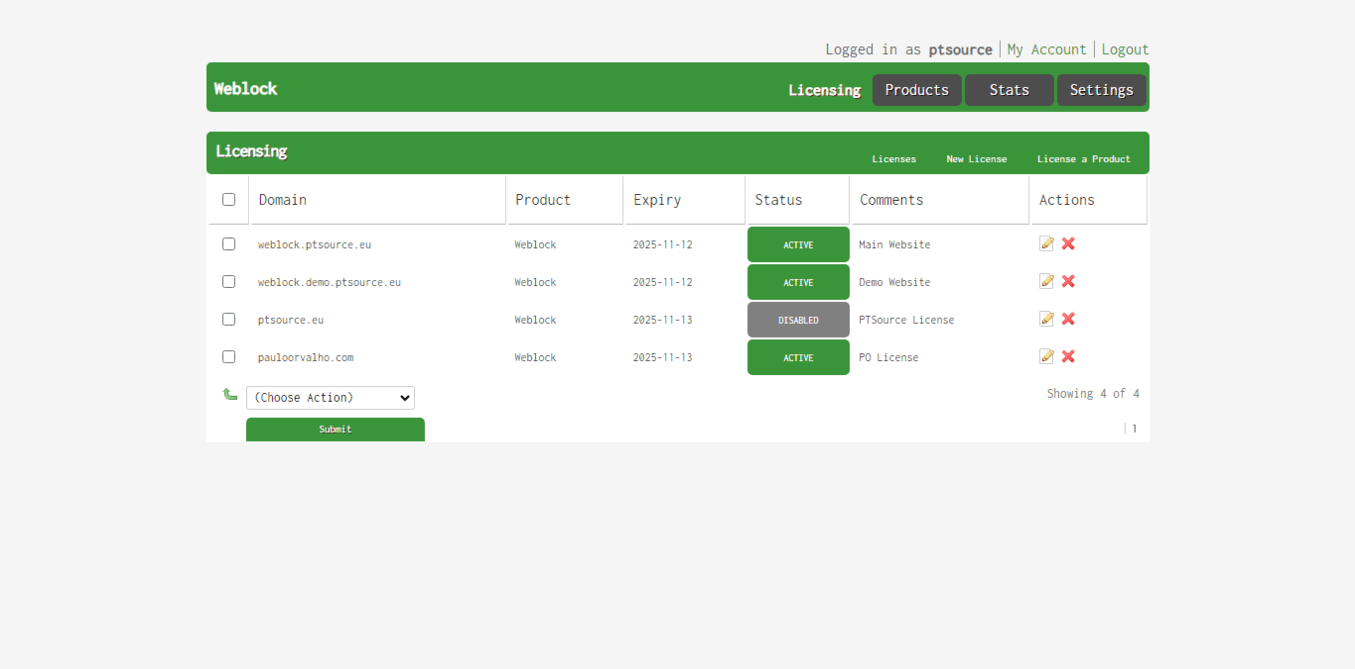 Logged in as ptsource | My Account | Logout
Weblock Licensing Products Stats Settings
Licensing Licenses New License License a Product
Domain Product Expiry Status Comments Actions
weblock.ptsource.eu Weblock 2025-11-12 ACTIVE Main Website
weblock.demo.ptsource.eu Weblock 2025-11-12 ACTIVE Demo Website
ptsource.eu Weblock 2025-11-13 DISABLED PTSource License
pauloorvalho.com Weblock 2025-11-13 ACTIVE PO License
(Choose Action) Showing 4 of 4
Submit | 1